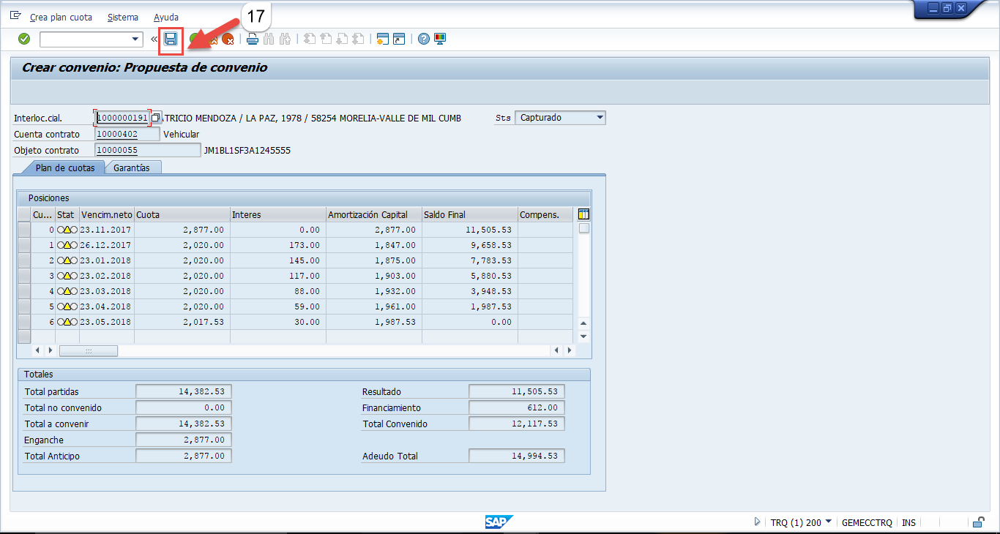 Crea plan cuota Sistema Ayuda
17
Crear convenio: Propuesta de convenio
Interloc.cial. 1000000191 ATRICIO MENDOZA / LA PAZ, 1978 / 58254 MORELIA-VALLE DE MIL CUMB Sts Capturado
Cuenta contrato 10000402 Vehicular
Objeto contrato 10000055 JM1BL1SF3A1245555
Plan de cuotas Garantías
Posiciones
Cu... Stat Vencim.neto Cuota Interes Amortización Capital Saldo Final Compens.
0 23.11.2017 2,877.00 0.00 2,877.00 11,505.53
1 26.12.2017 2,020.00 173.00 1,847.00 9,658.53
2 23.01.2018 2,020.00 145.00 1,875.00 7,783.53
3 23.02.2018 2,020.00 117.00 1,903.00 5,880.53
4 23.03.2018 2,020.00 88.00 1,932.00 3,948.53
5 23.04.2018 2,020.00 59.00 1,961.00 1,987.53
6 23.05.2018 2,017.53 30.00 1,987.53 0.00
Totales
Total partidas 14,382.53 Resultado 11,505.53
Total no convenido 0.00 Financiamiento 612.00
Total a convenir 14,382.53 Total Convenido 12,117.53
Enganche 2,877.00
Total Anticipo 2,877.00 Adeudo Total 14,994.53
SAP TRQ (1) 200 GEMECCTRQ INS